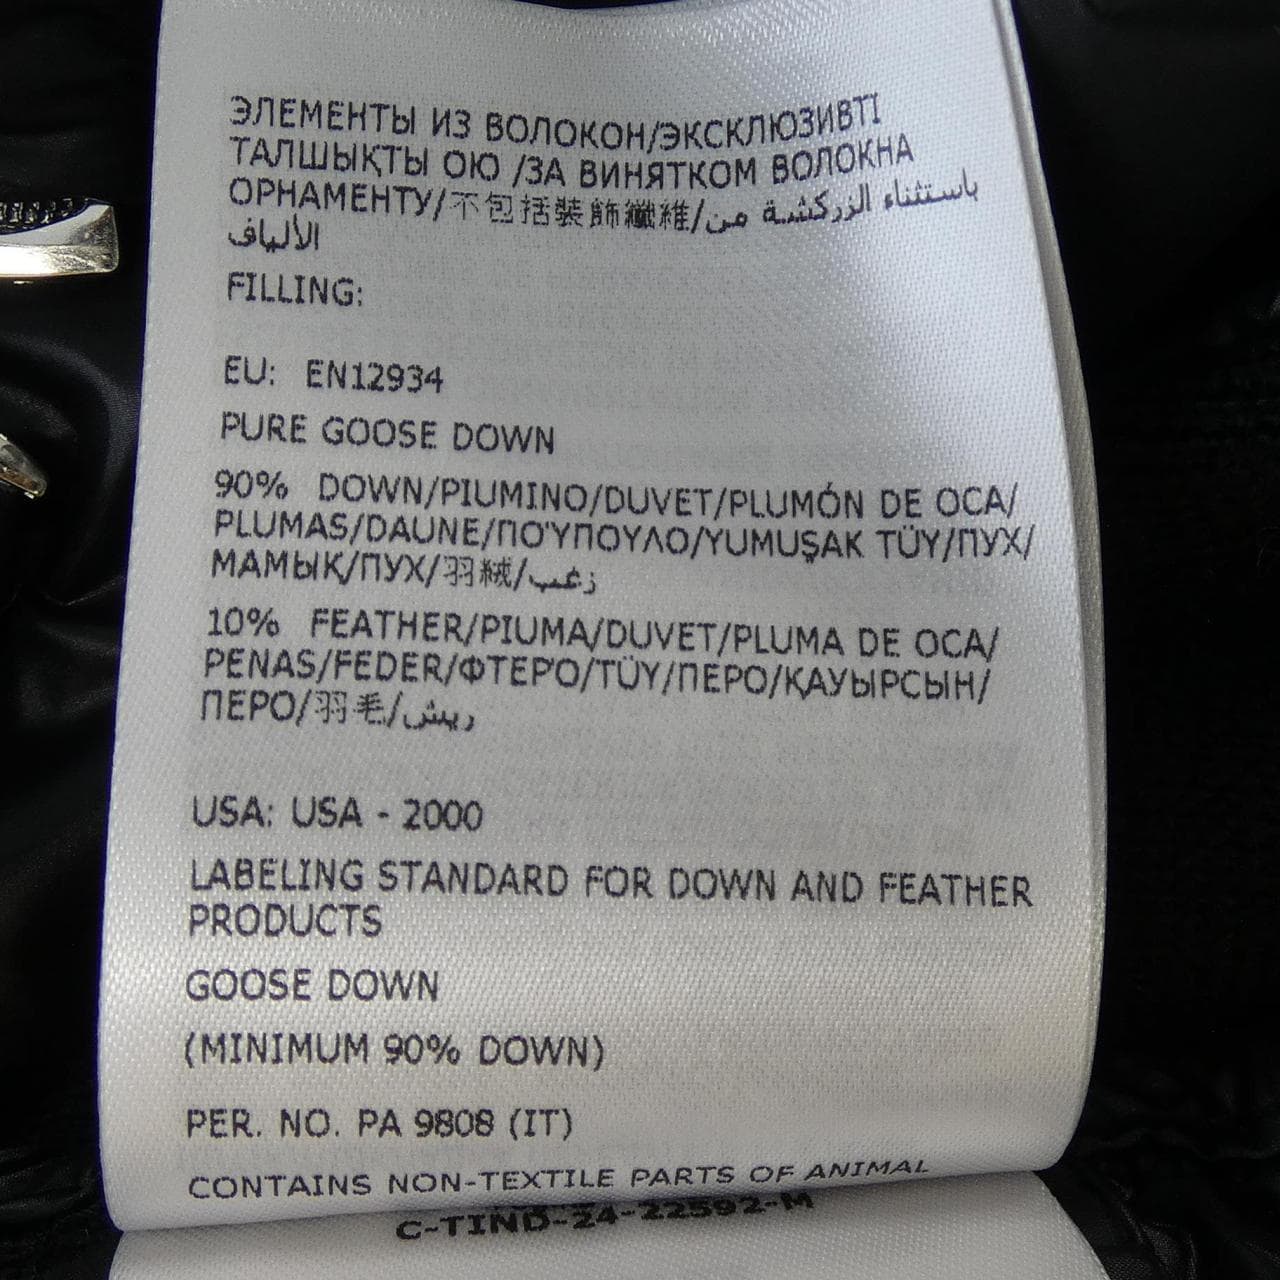 ЭЛЕМЕНТЫ ИЗ ВОЛОКОН/ЭКСКЛЮЗИВТІ
ТАЛШЫҚТЫ ОЮ /ЗА ВИНЯТКОМ ВОЛОКНА
ОРНАМЕНТУ/不包括裝飾纖維/باستثناء الزركشة من
الألياف
FILLING:
EU: EN12934
PURE GOOSE DOWN
90% DOWN/PIUMINO/DUVET/PLUMÓN DE OCA/
PLUMAS/DAUNE/ΠΟΎΠΟΥΛΟ/YUMUŞAK TÜY/ПУХ/
МАМЫҚ/ПУХ/羽絨/زغب
10% FEATHER/PIUMA/DUVET/PLUMA DE OCA/
PENAS/FEDER/ΦΤΕΡΌ/TÜY/ПЕРО/ҚАУЫРСЫН/
ПЕРО/羽毛/ريش
USA: USA - 2000
LABELING STANDARD FOR DOWN AND FEATHER
PRODUCTS
GOOSE DOWN
(MINIMUM 90% DOWN)
PER. NO. PA 9808 (IT)
CONTAINS NON-TEXTILE PARTS OF ANIMAL
C-TIND-24-22592-M